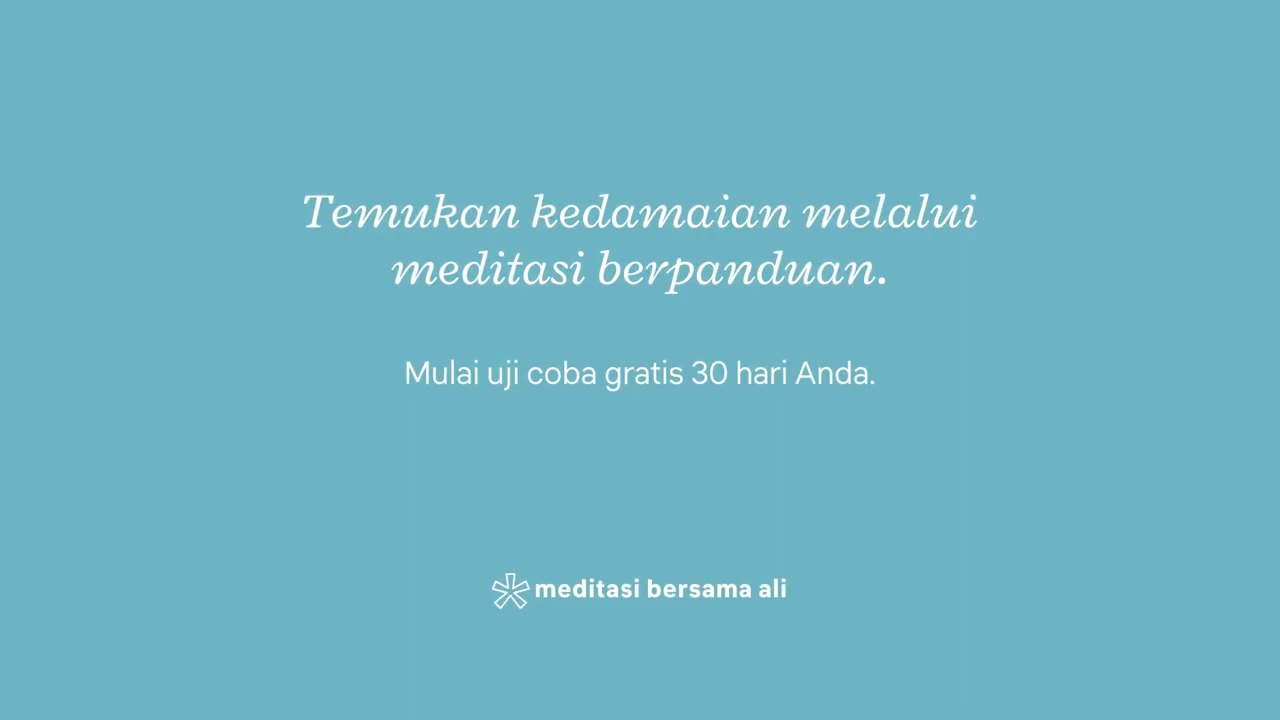 Temukan kedamaian melalui
meditasi berpanduan.
Mulai uji coba gratis 30 hari Anda.
meditasi bersama ali